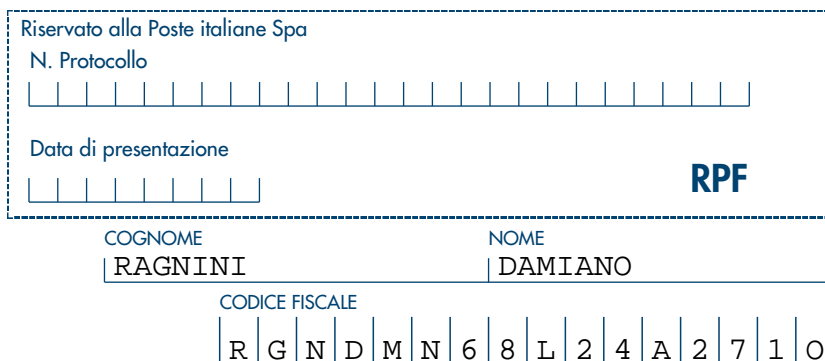 Riservato alla Poste italiane Spa
N. Protocollo
Data di presentazione
RPF
COGNOME NOME
RAGNINI DAMIANO
CODICE FISCALE
RGNDMN68L24A271O